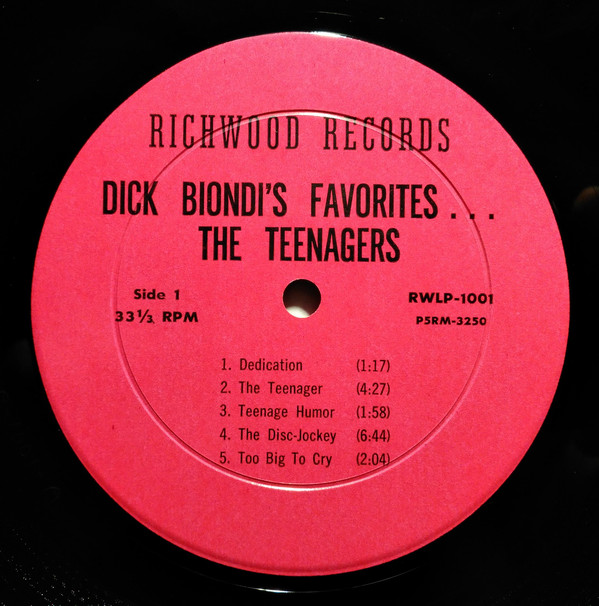 RICHWOOD RECORDS
DICK BIONDI'S FAVORITES...
THE TEENAGERS
Side 1
33⅓ RPM
RWLP-1001
P5RM-3250
1. Dedication (1:17)
2. The Teenager (4:27)
3. Teenage Humor (1:58)
4. The Disc-Jockey (6:44)
5. Too Big To Cry (2:04)